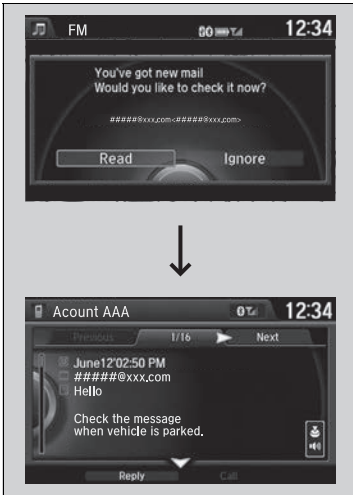 FM
12:34
You've got new mail
Would you like to check it now?
#####@xxx.com<#####@xxx.com>
Read
Ignore
Acount AAA
12:34
Previous
1/16
Next
June12'02:50 PM
#####@xxx.com
Hello
Check the message
when vehicle is parked.
Reply
Call